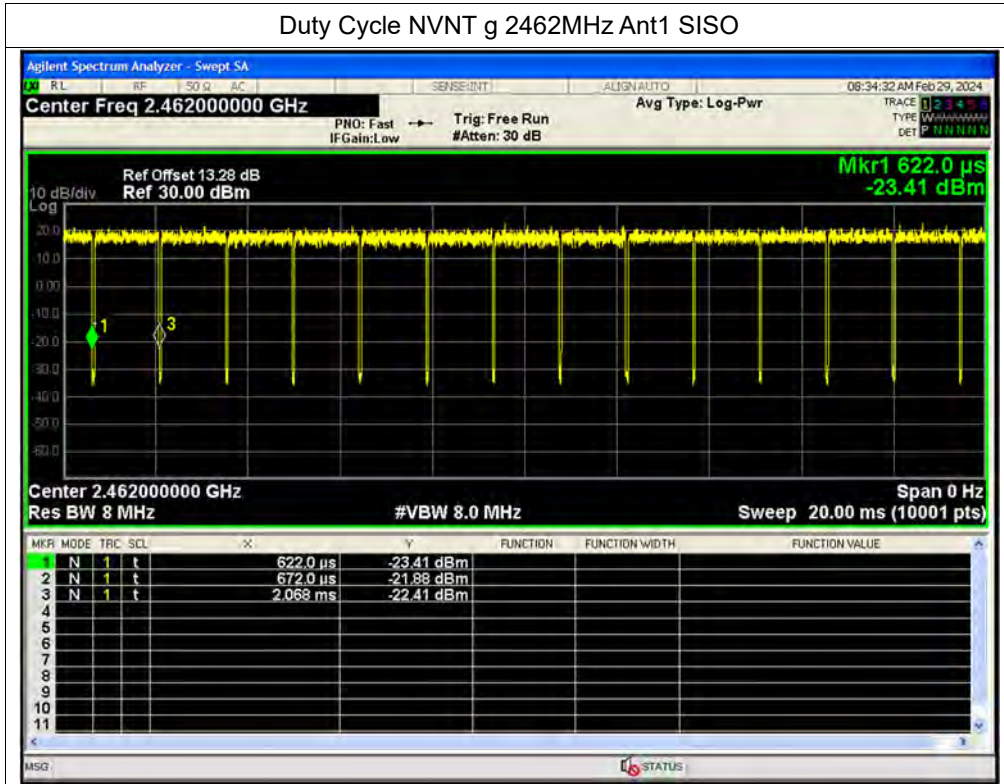 Duty Cycle NVNT g 2462MHz Ant1 SISO
Agilent Spectrum Analyzer - Swept SA
LXI RL RF 50 Ω AC SENSE:INT ALIGN AUTO 08:34:32 AM Feb 29, 2024
Center Freq 2.462000000 GHz Avg Type: Log-Pwr TRACE 1 2 3 4 5 6
PNO: Fast Trig: Free Run TYPE W
IFGain:Low #Atten: 30 dB DET P N N N N N
Mkr1 622.0 µs
Ref Offset 13.28 dB
10 dB/div Ref 30.00 dBm -23.41 dBm
Log
20.0
10.0
0.00
-10.0
1 3
-20.0
-30.0
-40.0
-50.0
-60.0
Center 2.462000000 GHz Span 0 Hz
Res BW 8 MHz #VBW 8.0 MHz Sweep 20.00 ms (10001 pts)
MKR MODE TRC SCL X Y FUNCTION FUNCTION WIDTH FUNCTION VALUE
1 N 1 t 622.0 µs -23.41 dBm
2 N 1 t 672.0 µs -21.88 dBm
3 N 1 t 2.068 ms -22.41 dBm
4
5
6
7
8
9
10
11
MSG STATUS